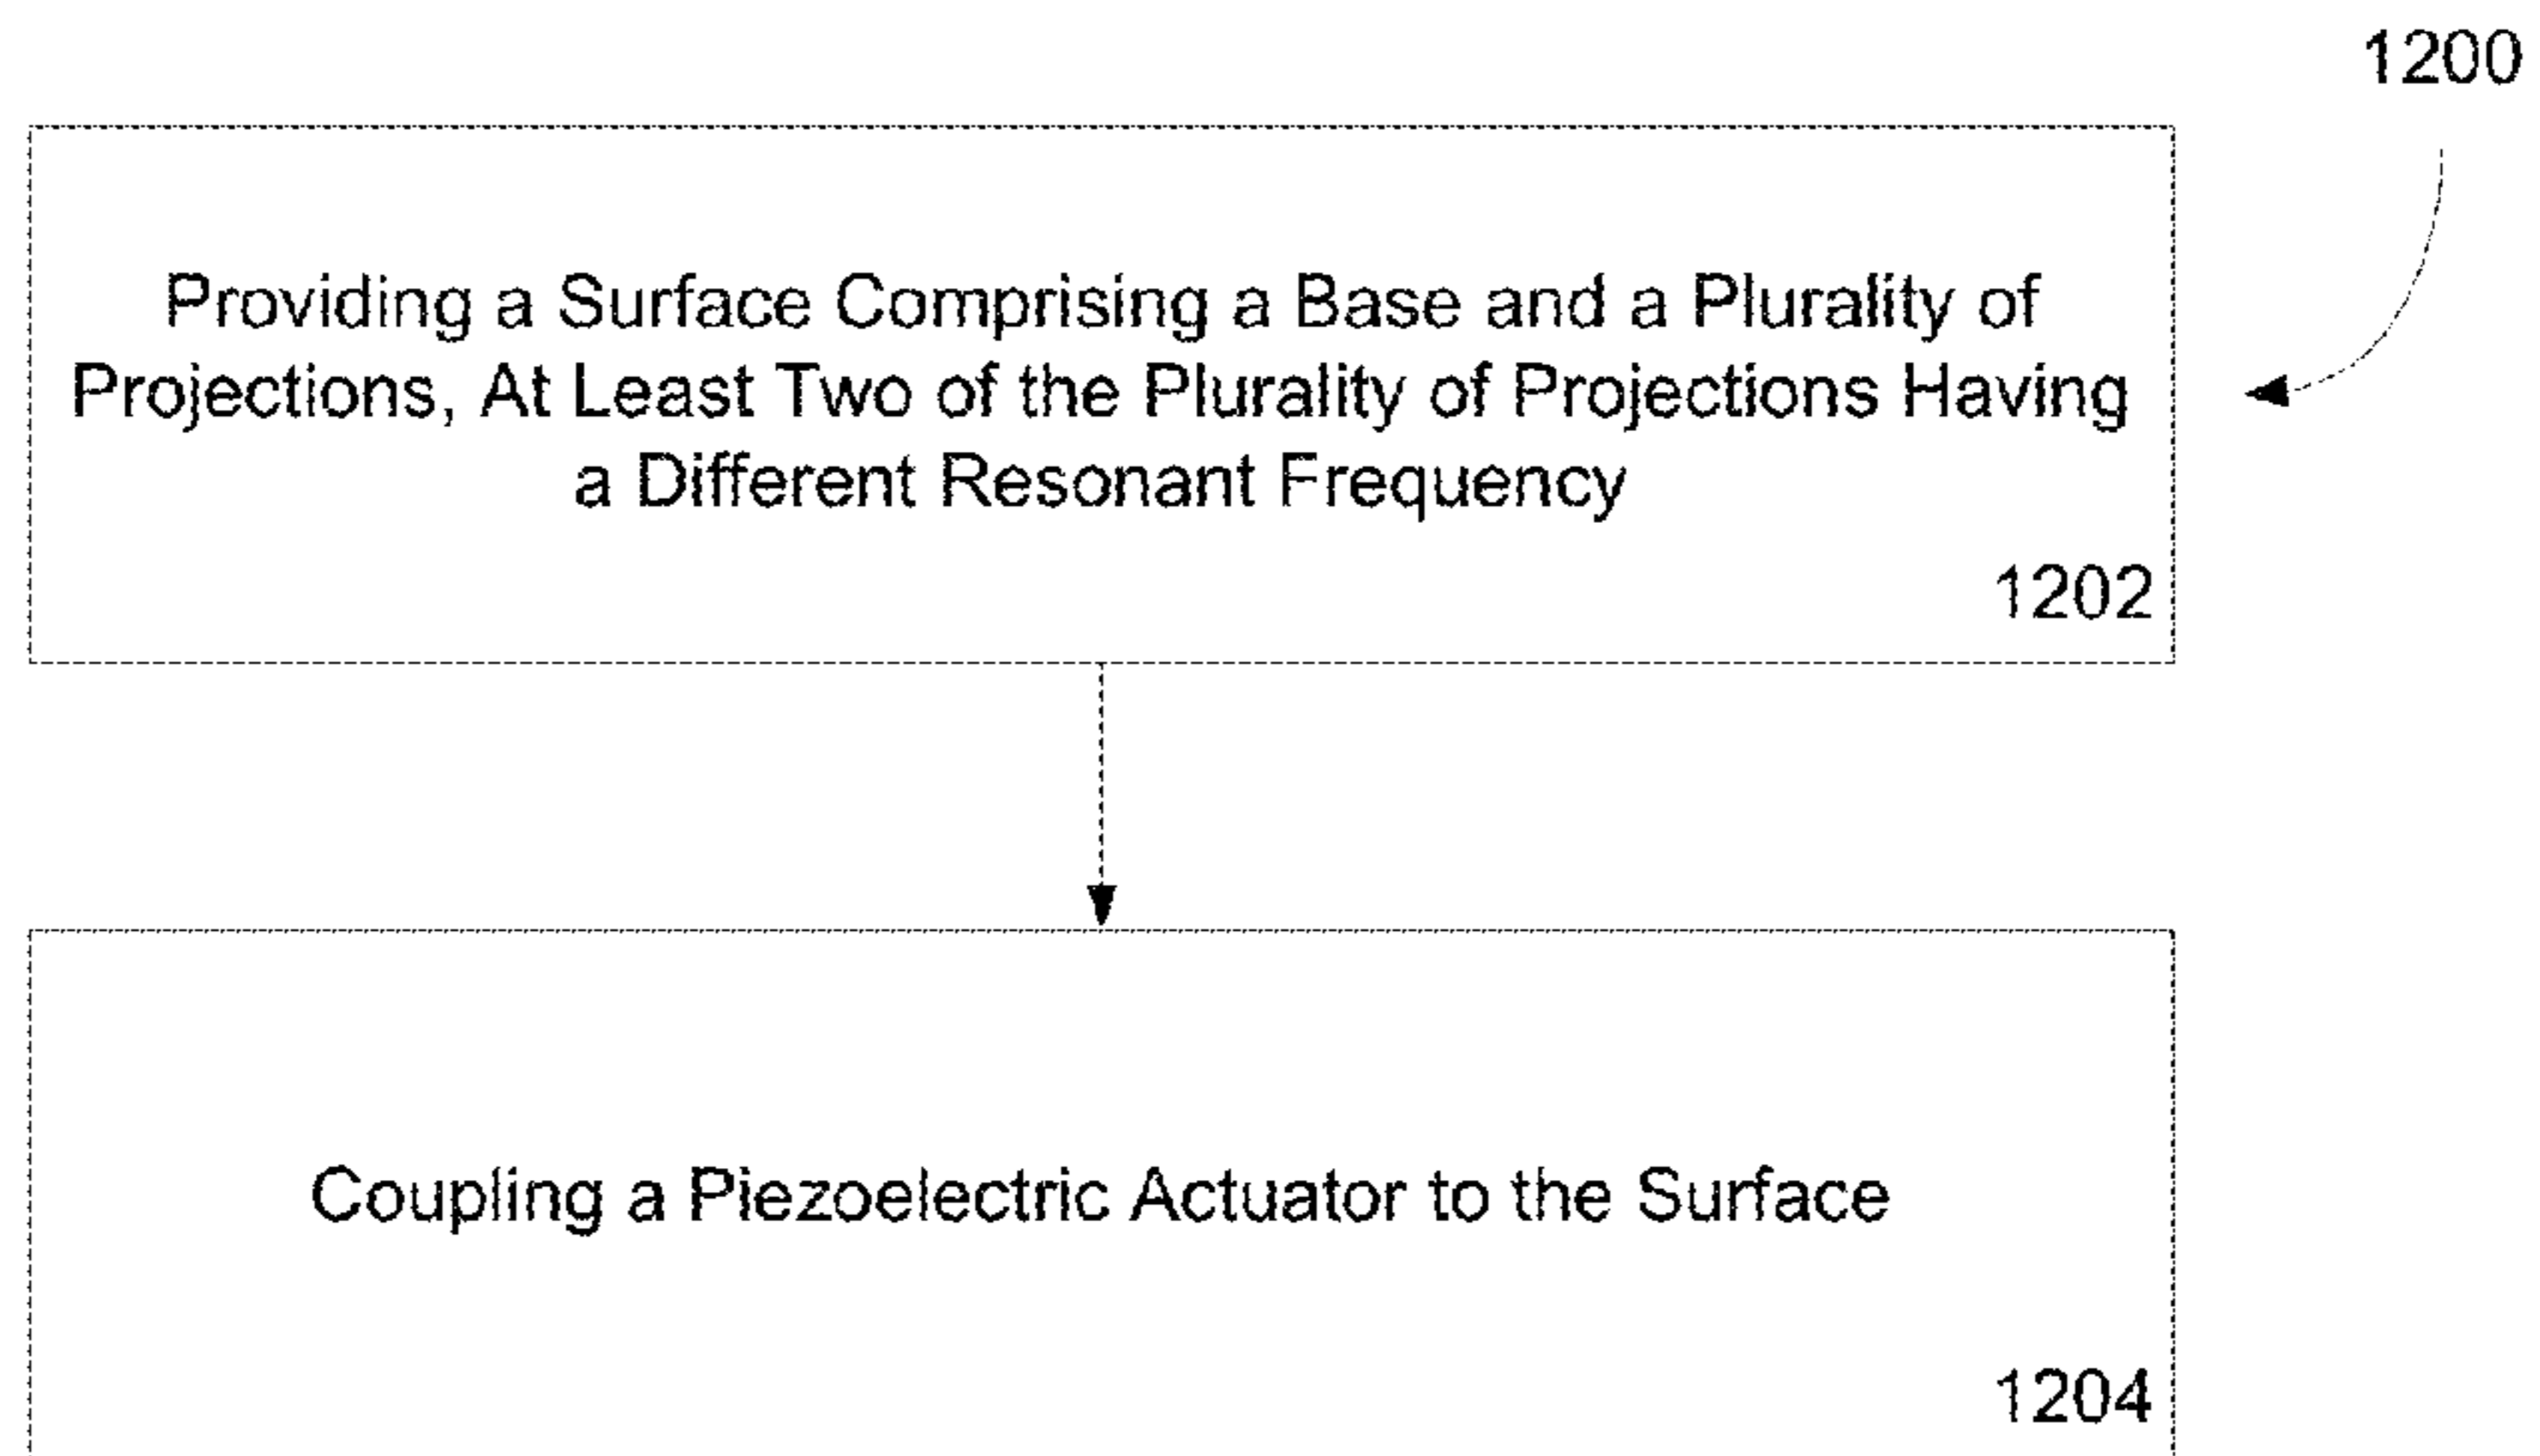 1200
Providing a Surface Comprising a Base and a Plurality of
Projections, At Least Two of the Plurality of Projections Having
a Different Resonant Frequency
1202
Coupling a Piezoelectric Actuator to the Surface
1204